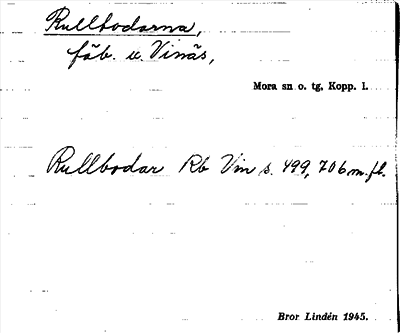 Rullbodarna,
fäb. u. Vinäs,
Mora sn o. tg, Kopp. l.
Rullbodar Rb Vin s. 499, 706 m.fl.
Bror Lindén 1945.